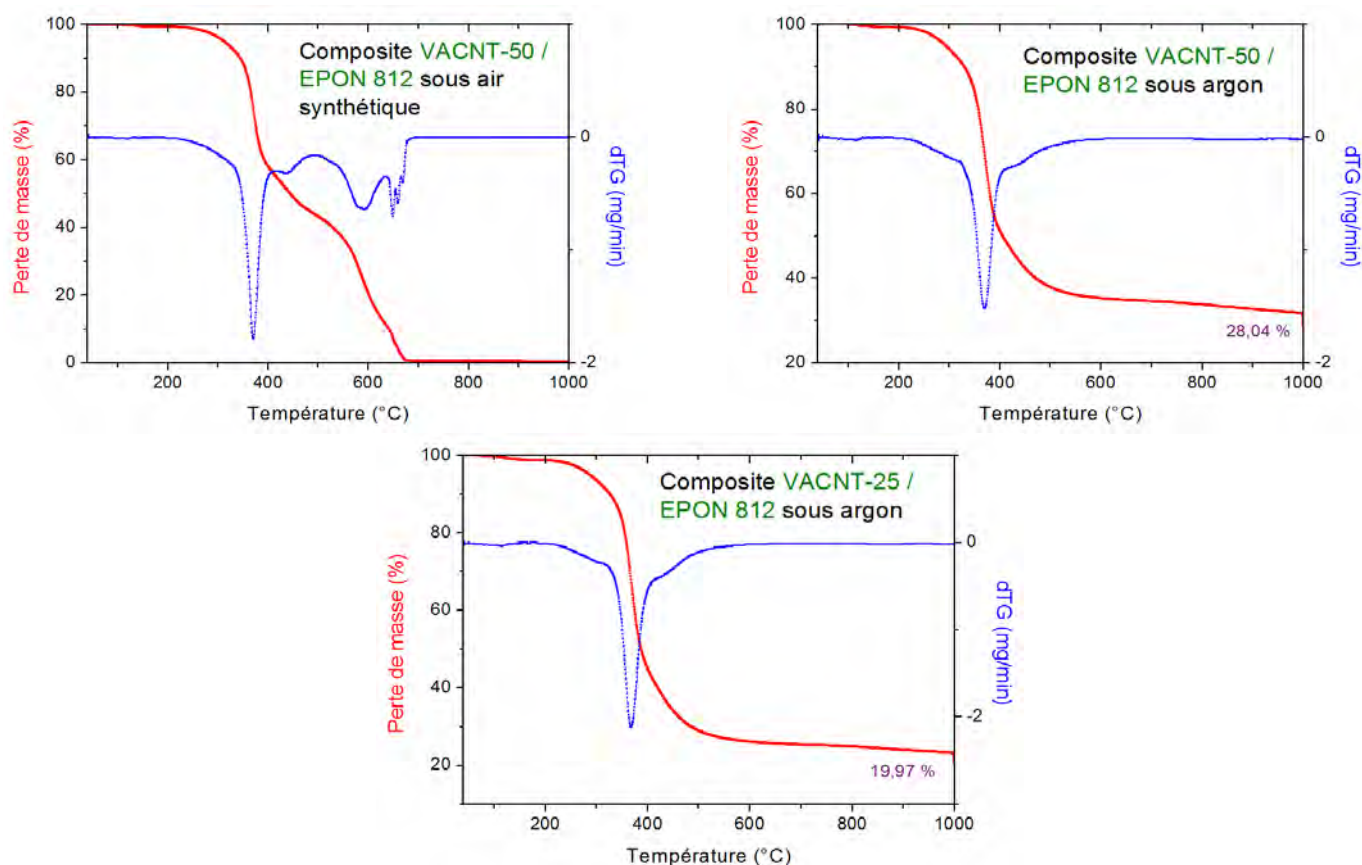 Composite VACNT-50 /
EPON 812 sous air
synthétique
Perte de masse (%)
100
80
60
40
20
0
0
-2
dTG (mg/min)
200
400
600
800
1000
Température (°C)
Composite VACNT-50 /
EPON 812 sous argon
Perte de masse (%)
100
80
60
40
20
0
-2
dTG (mg/min)
28,04 %
200
400
600
800
1000
Température (°C)
Composite VACNT-25 /
EPON 812 sous argon
Perte de masse (%)
100
80
60
40
20
0
-2
dTG (mg/min)
19,97 %
200
400
600
800
1000
Température (°C)